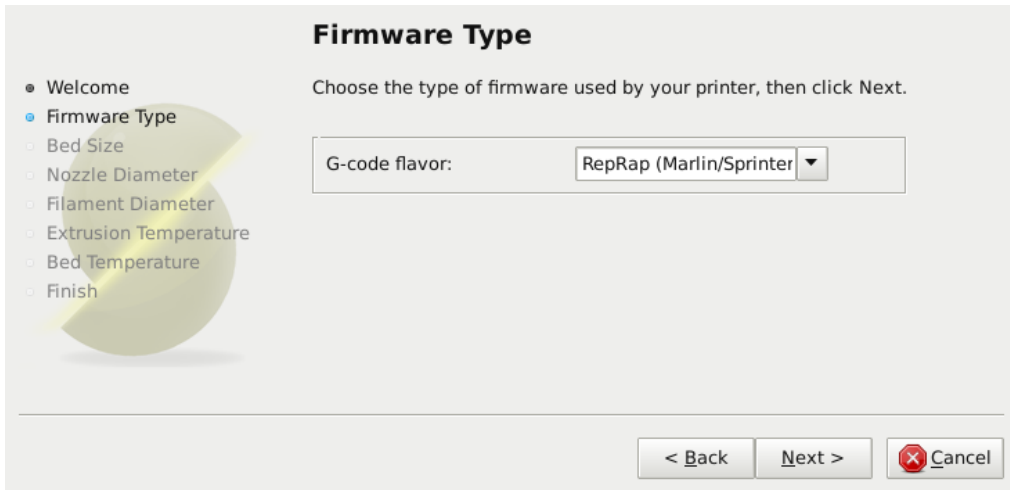 Firmware Type
Welcome
Firmware Type
Bed Size
Nozzle Diameter
Filament Diameter
Extrusion Temperature
Bed Temperature
Finish
Choose the type of firmware used by your printer, then click Next.
G-code flavor: RepRap (Marlin/Sprinter
< Back Next > Cancel